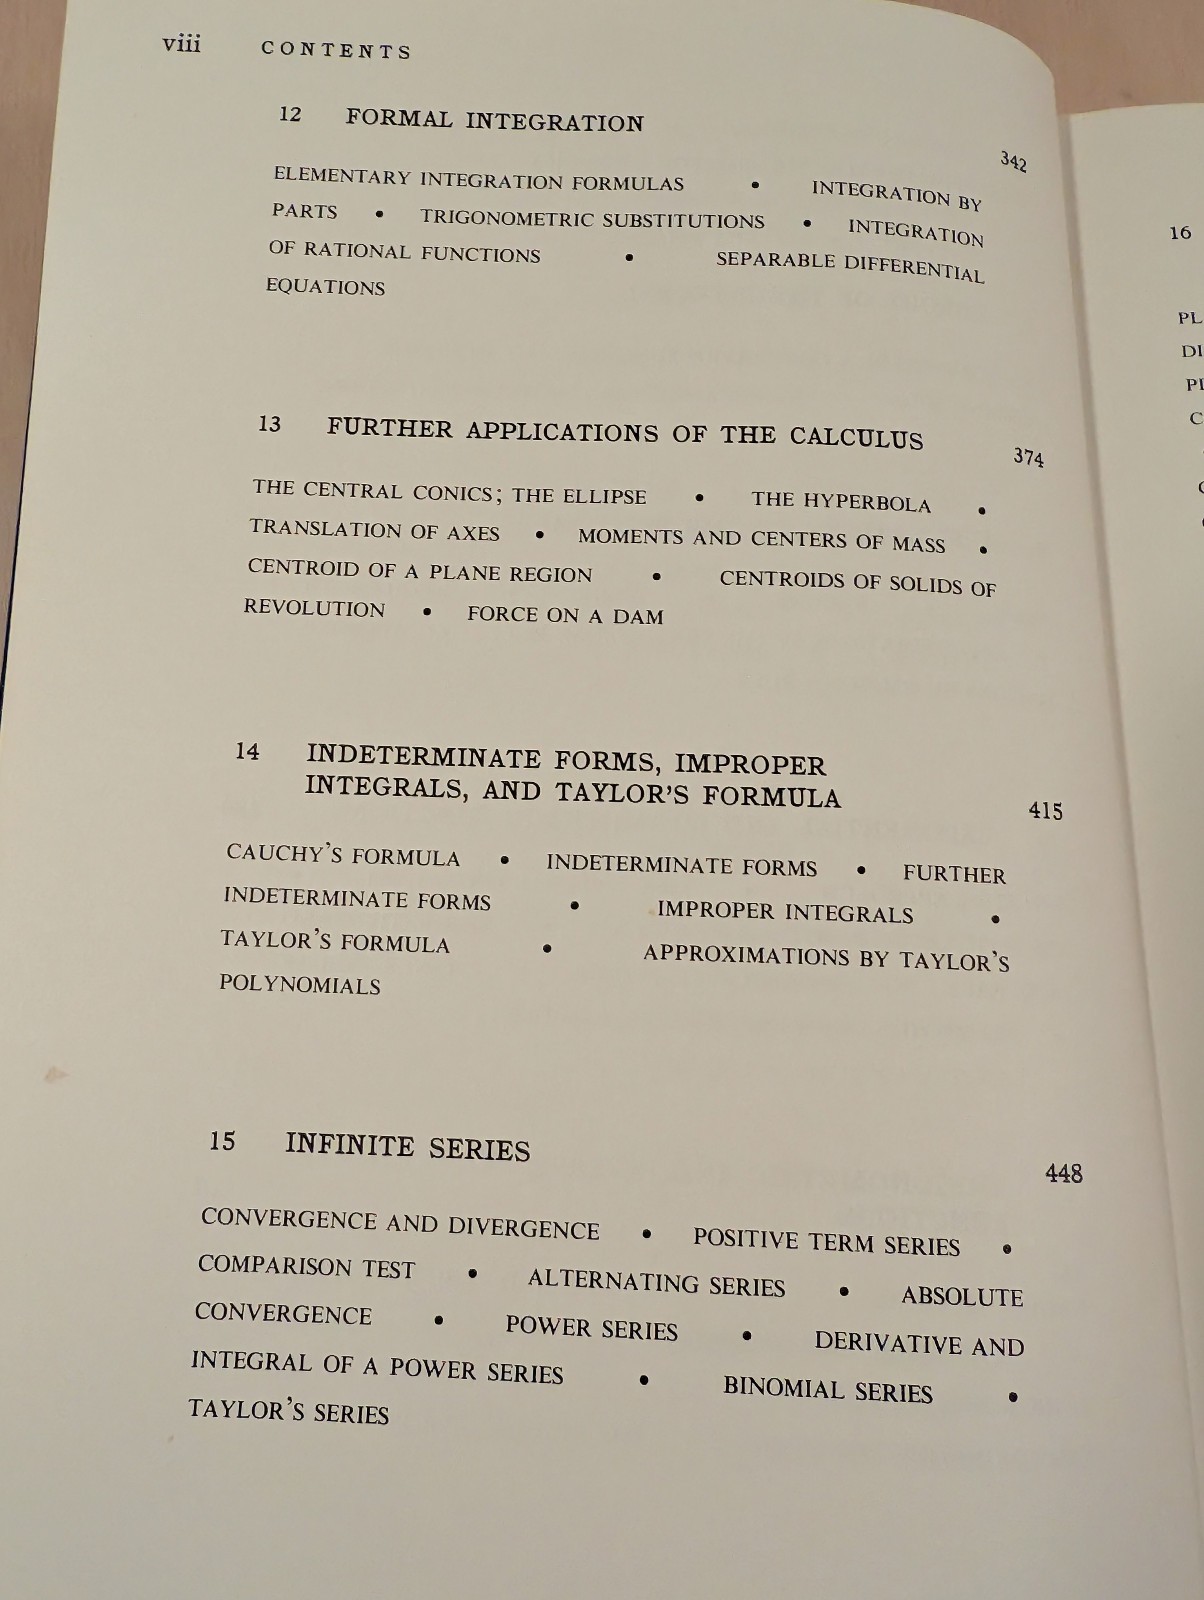 viii CONTENTS
12 FORMAL INTEGRATION 342
ELEMENTARY INTEGRATION FORMULAS • INTEGRATION BY
PARTS • TRIGONOMETRIC SUBSTITUTIONS • INTEGRATION
OF RATIONAL FUNCTIONS • SEPARABLE DIFFERENTIAL
EQUATIONS
13 FURTHER APPLICATIONS OF THE CALCULUS 374
THE CENTRAL CONICS; THE ELLIPSE • THE HYPERBOLA •
TRANSLATION OF AXES • MOMENTS AND CENTERS OF MASS •
CENTROID OF A PLANE REGION • CENTROIDS OF SOLIDS OF
REVOLUTION • FORCE ON A DAM
14 INDETERMINATE FORMS, IMPROPER
INTEGRALS, AND TAYLOR'S FORMULA 415
CAUCHY'S FORMULA • INDETERMINATE FORMS • FURTHER
INDETERMINATE FORMS • IMPROPER INTEGRALS •
TAYLOR'S FORMULA • APPROXIMATIONS BY TAYLOR'S
POLYNOMIALS
15 INFINITE SERIES 448
CONVERGENCE AND DIVERGENCE • POSITIVE TERM SERIES •
COMPARISON TEST • ALTERNATING SERIES • ABSOLUTE
CONVERGENCE • POWER SERIES • DERIVATIVE AND
INTEGRAL OF A POWER SERIES • BINOMIAL SERIES •
TAYLOR'S SERIES
16
PL
DI